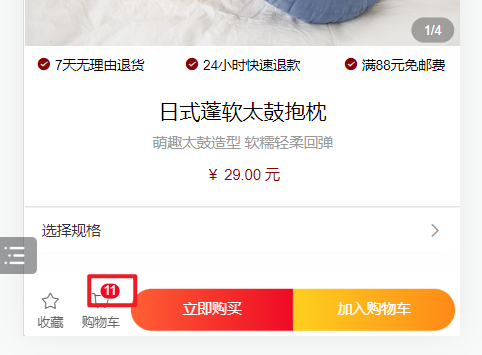 1/4
7天无理由退货 24小时快速退款 满88元免邮费
日式蓬软太鼓抱枕
萌趣太鼓造型 软糯轻柔回弹
¥ 29.00 元
选择规格
11
收藏 购物车 立即购买 加入购物车